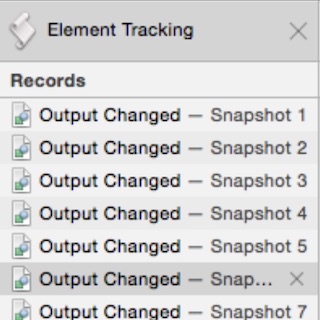 Element Tracking
Records
Output Changed — Snapshot 1
Output Changed — Snapshot 2
Output Changed — Snapshot 3
Output Changed — Snapshot 4
Output Changed — Snapshot 5
Output Changed — Snap...
Output Changed — Snapshot 7